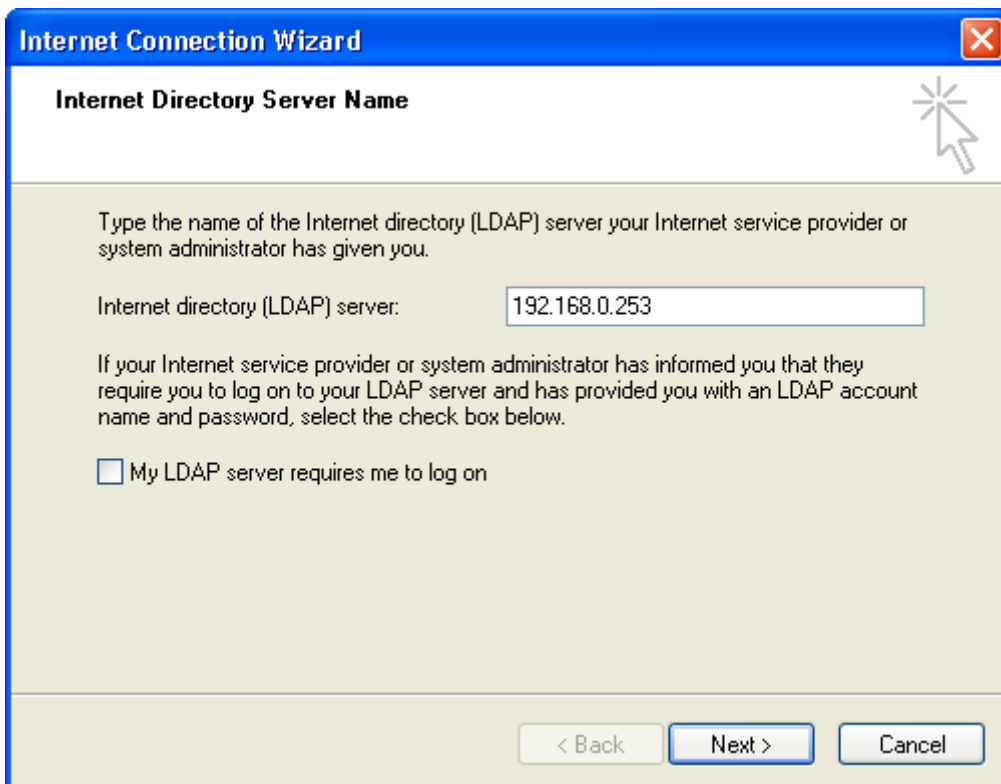 Internet Connection Wizard
Internet Directory Server Name
Type the name of the Internet directory (LDAP) server your Internet service provider or
system administrator has given you.
Internet directory (LDAP) server: 192.168.0.253
If your Internet service provider or system administrator has informed you that they
require you to log on to your LDAP server and has provided you with an LDAP account
name and password, select the check box below.
My LDAP server requires me to log on
< Back Next > Cancel